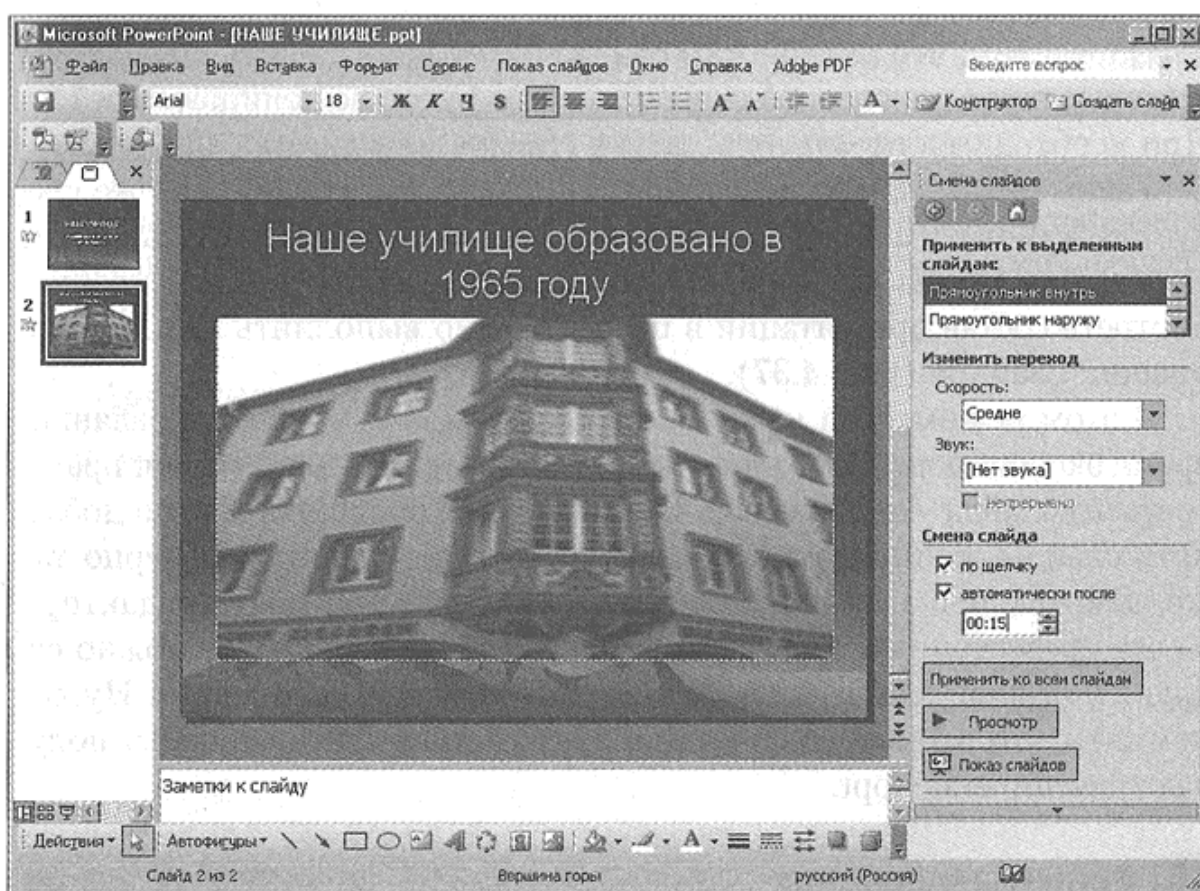 Microsoft PowerPoint - [НАШЕ УЧИЛИЩЕ.ppt]
Файл Правка Вид Вставка Формат Сервис Показ слайдов Окно Справка Adobe PDF Введите вопрос
Arial 18 Ж К Ч S Конструктор Создать слайд
Смена слайдов
1
2
Наше училище образовано в
1965 году
Применить к выделенным
слайдам:
Прямоугольник внутрь
Прямоугольник наружу
Изменить переход
Скорость:
Средне
Звук:
[Нет звука]
непрерывно
Смена слайда
по щелчку
автоматически после
00:15
Применить ко всем слайдам
Просмотр
Показ слайдов
Заметки к слайду
Действия Автофигуры
Слайд 2 из 2 Вершина горы русский (Россия)